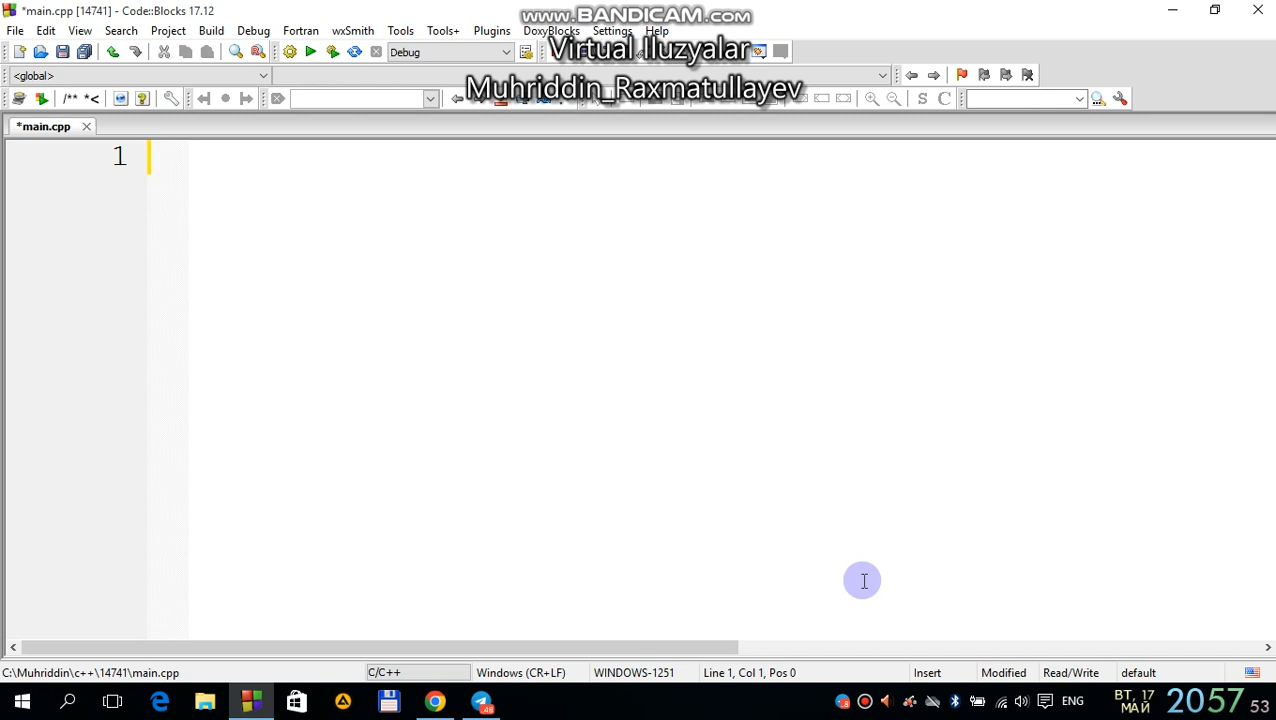 *main.cpp [14741] - Code::Blocks 17.12
www.BANDICAM.com
File Edit View Search Project Build Debug Fortran wxSmith Tools Tools+ Plugins DoxyBlocks Settings Help
Virtual Iluzyalar
Debug
<global>
Muhriddin_Raxmatullayev
/** *<
S C
*main.cpp
1
C:\Muhriddin\c++\14741\main.cpp C/C++ Windows (CR+LF) WINDOWS-1251 Line 1, Col 1, Pos 0 Insert Modified Read/Write default
48 ENG ВТ, 17 МАЙ 2057 53